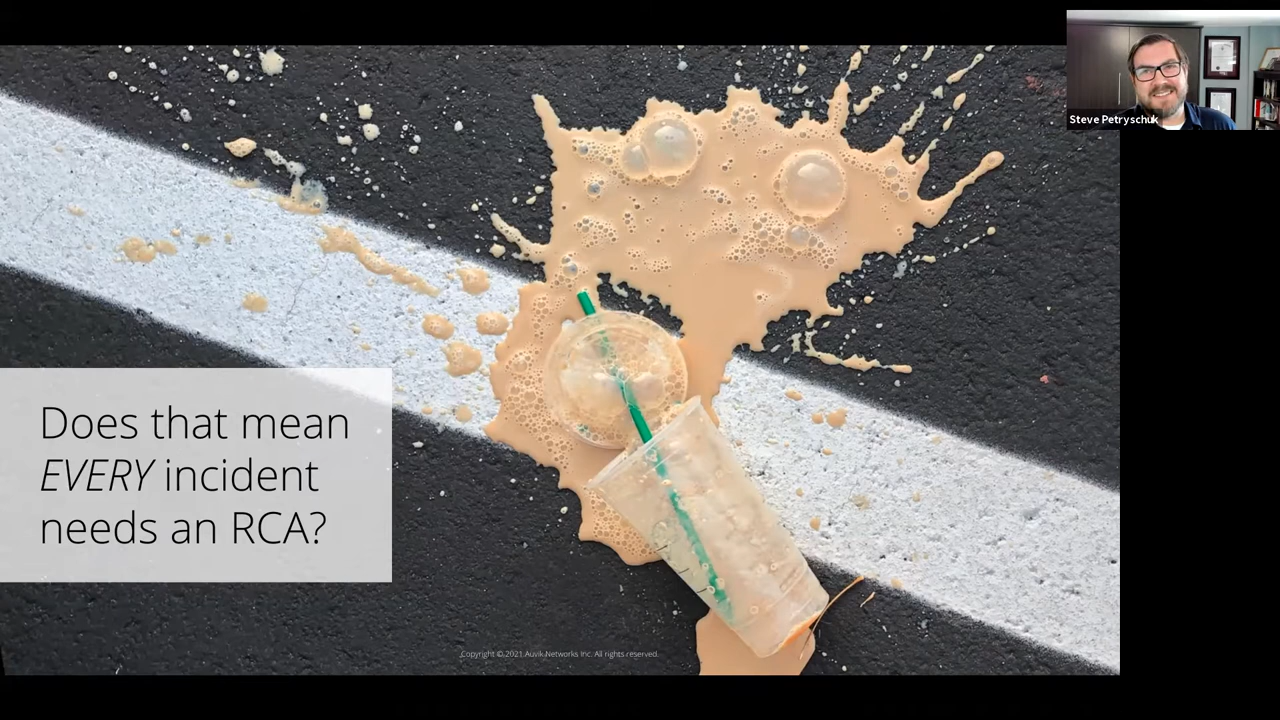 Steve Petryschuk
Does that mean
EVERY incident
needs an RCA?
Copyright © 2021 Auvik Networks Inc. All rights reserved.